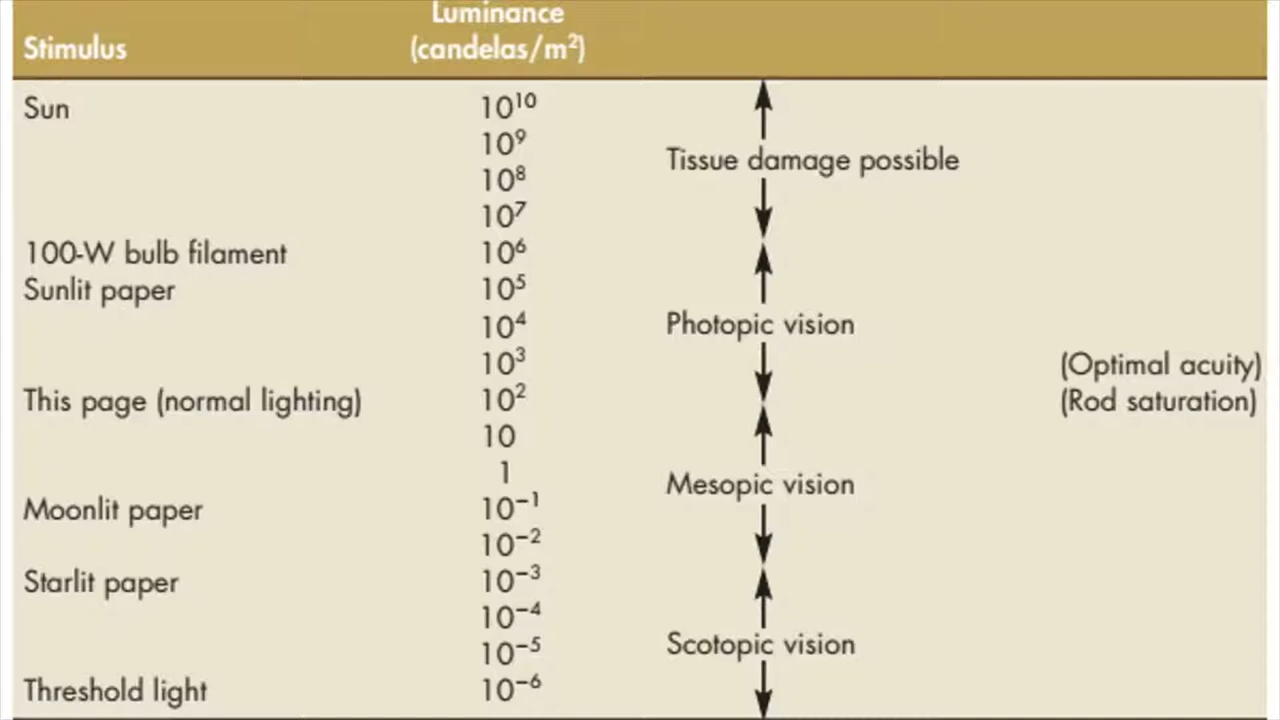 Luminance
Stimulus (candelas/m²)
Sun 10¹⁰
10⁹
Tissue damage possible
10⁸
10⁷
100-W bulb filament 10⁶
Sunlit paper 10⁵
10⁴ Photopic vision
10³ (Optimal acuity)
This page (normal lighting) 10² (Rod saturation)
10
1 Mesopic vision
Moonlit paper 10⁻¹
10⁻²
Starlit paper 10⁻³
10⁻⁴
10⁻⁵ Scotopic vision
Threshold light 10⁻⁶